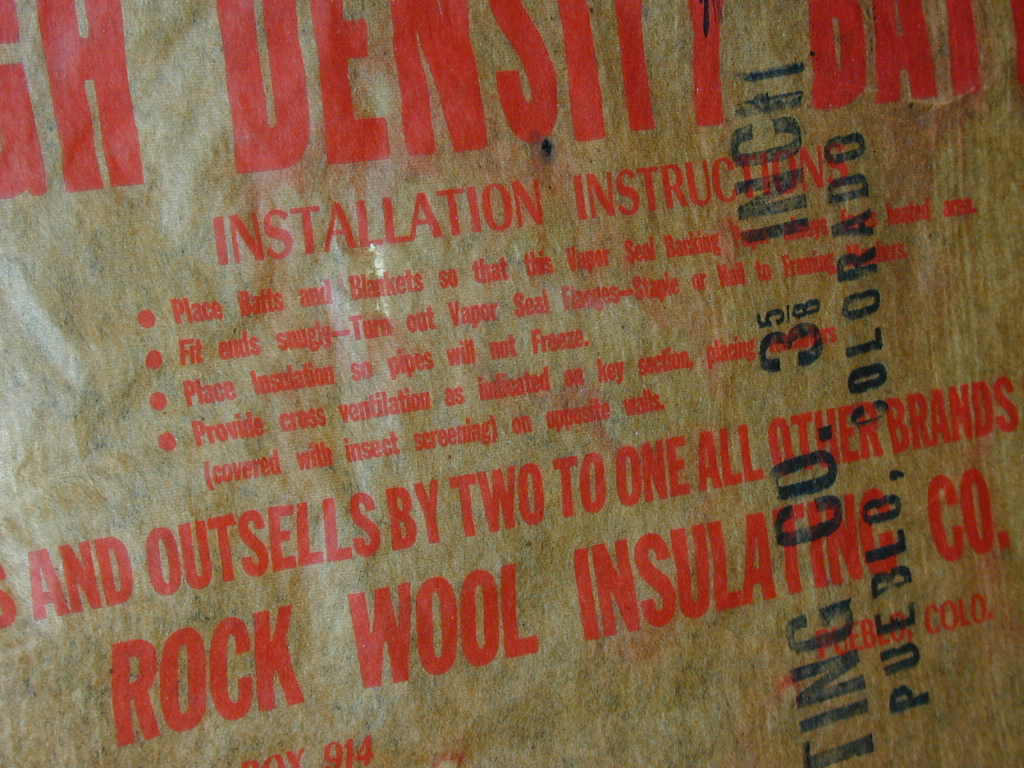 GH DENSITY BAT
INSTALLATION INSTRUCTIONS
• Place Batts and Blankets so that this Vapor Seal Backing heated area.
• Fit ends snugly—Turn out Vapor Seal Flanges—Staple or Nail to Framing
• Place Insulation so pipes will not Freeze.
• Provide cross ventilation as indicated on key section, placing
(covered with insect screening) on opposite walls.
S AND OUTSELLS BY TWO TO ONE ALL OTHER BRANDS
ROCK WOOL INSULATING CO.
PUEBLO, COLO.
BOX 914
TING CO. 3 5/8 INCH
PUEBLO, COLORADO